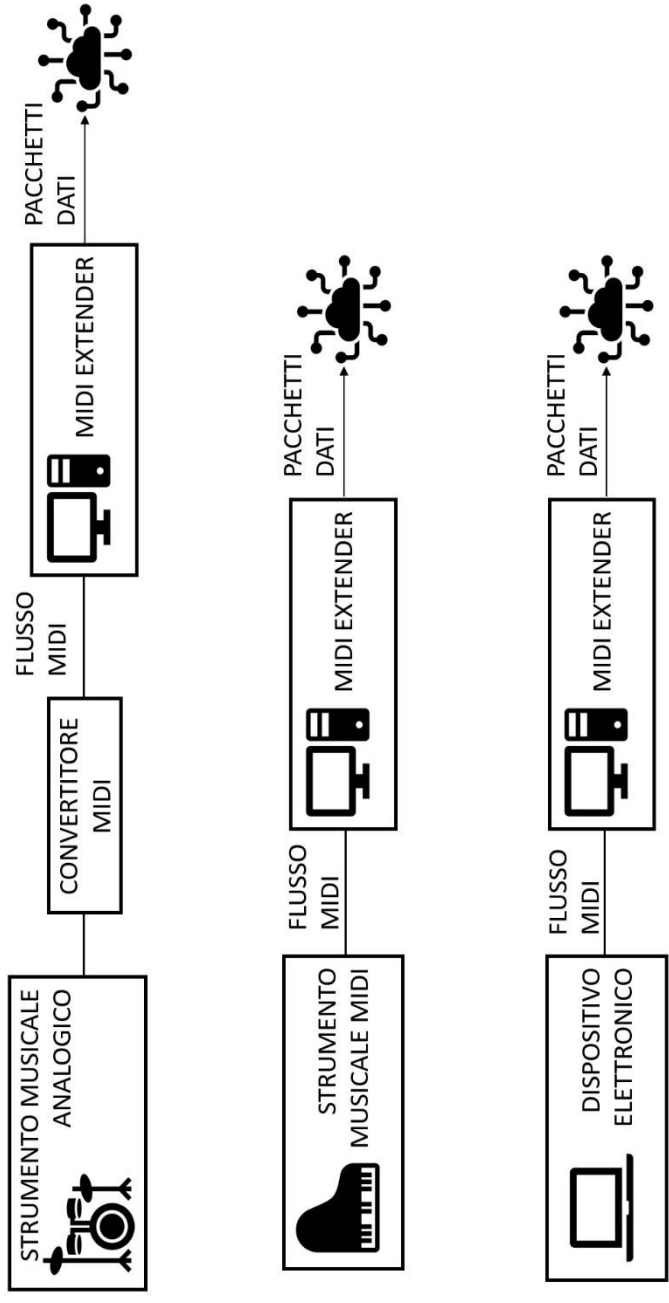 STRUMENTO MUSICALE
ANALOGICO
CONVERTITORE
MIDI
FLUSSO
MIDI
MIDI EXTENDER
PACCHETTI
DATI
STRUMENTO
MUSICALE MIDI
FLUSSO
MIDI
MIDI EXTENDER
PACCHETTI
DATI
DISPOSITIVO
ELETTRONICO
FLUSSO
MIDI
MIDI EXTENDER
PACCHETTI
DATI